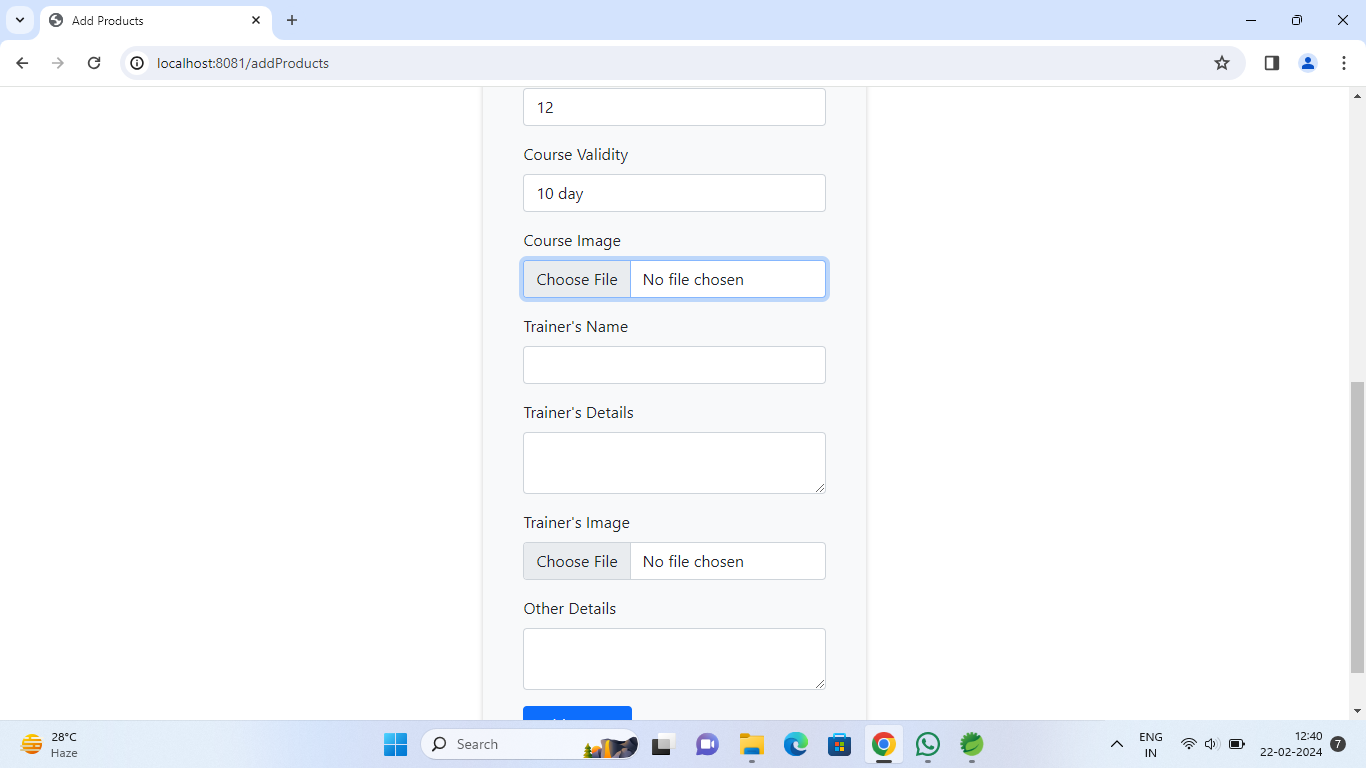 Add Products
localhost:8081/addProducts
12
Course Validity
10 day
Course Image
Choose File No file chosen
Trainer's Name
Trainer's Details
Trainer's Image
Choose File No file chosen
Other Details
28°C
Haze
Search
ENG
IN
12:40
22-02-2024
7